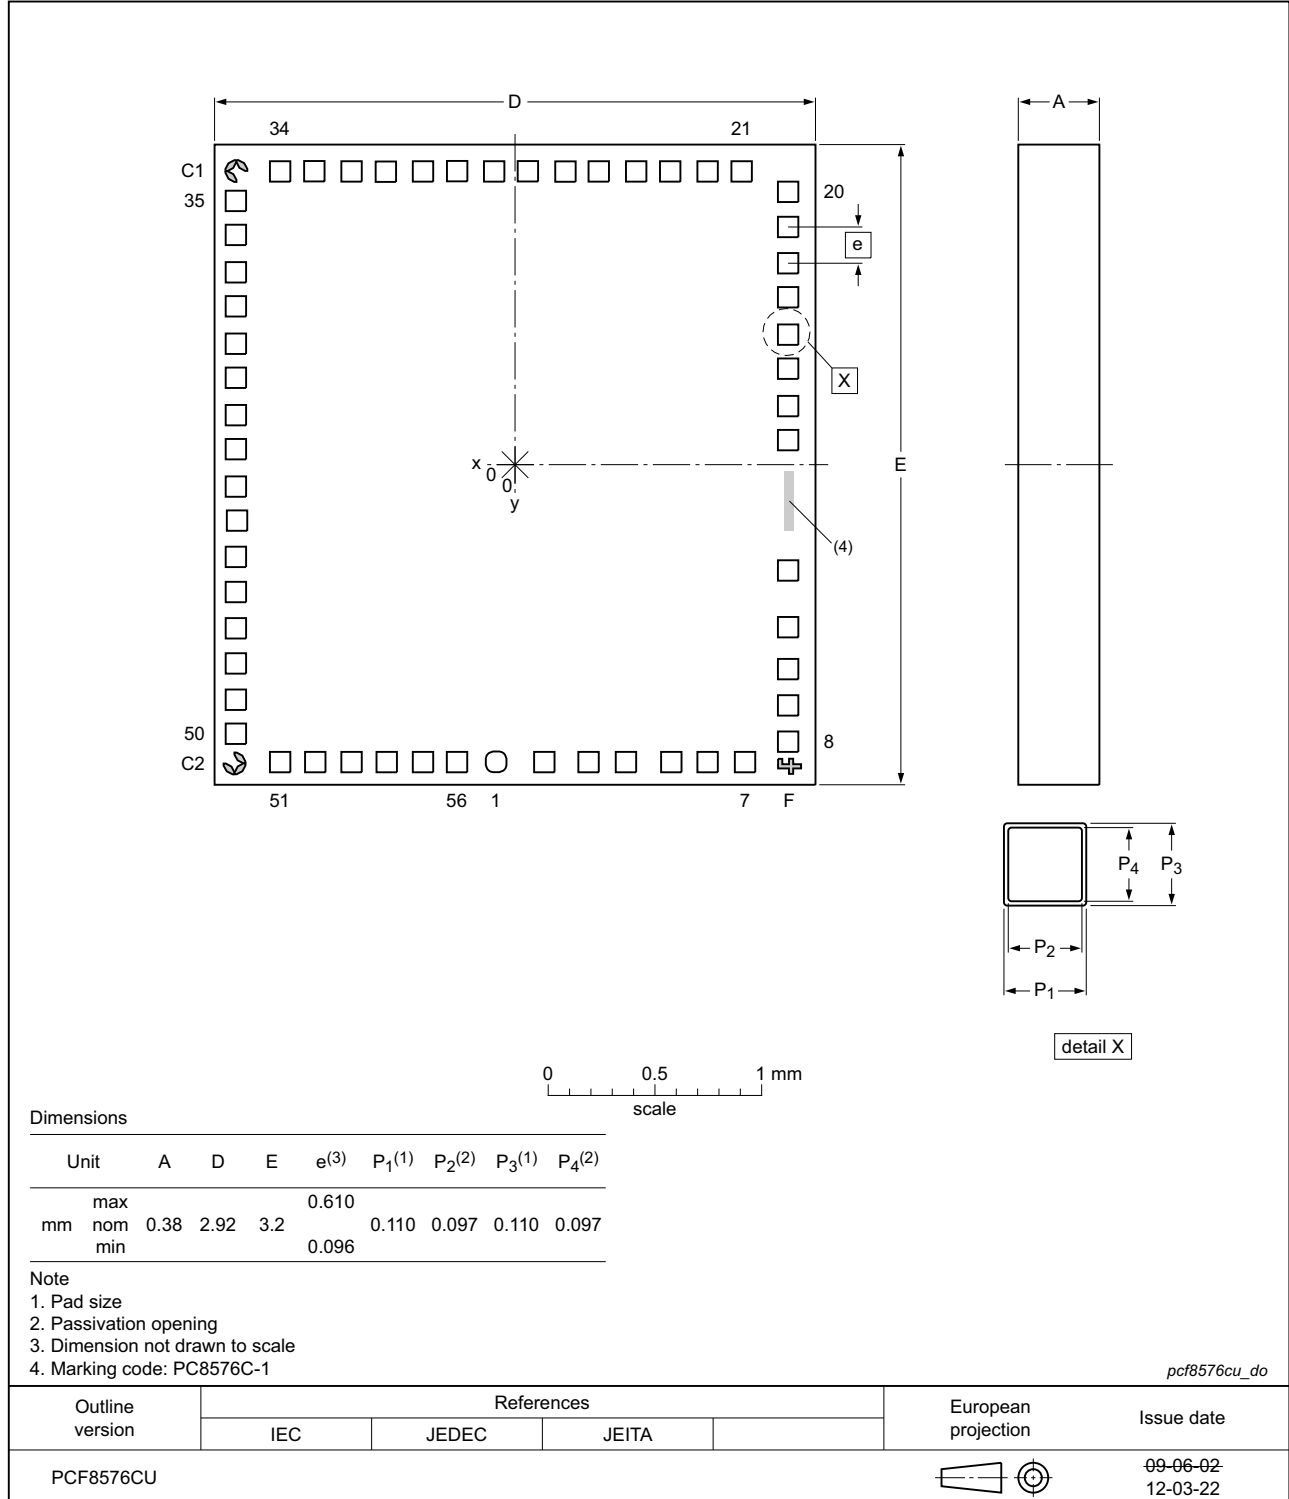 D
A
34
21
C1
35
20
e
X
x
0
0
y
E
(4)
50
8
C2
51
56
1
7
F
P4
P3
P2
P1
detail X
0
0.5
1 mm
scale
Dimensions
Unit A D E e(3) P1(1) P2(2) P3(1) P4(2)
max 0.610
mm nom 0.38 2.92 3.2 0.110 0.097 0.110 0.097
min 0.096
Note
1. Pad size
2. Passivation opening
3. Dimension not drawn to scale
4. Marking code: PC8576C-1
pcf8576cu_do
Outline
version
References
IEC
JEDEC
JEITA
European
projection
Issue date
PCF8576CU
09-06-02
12-03-22